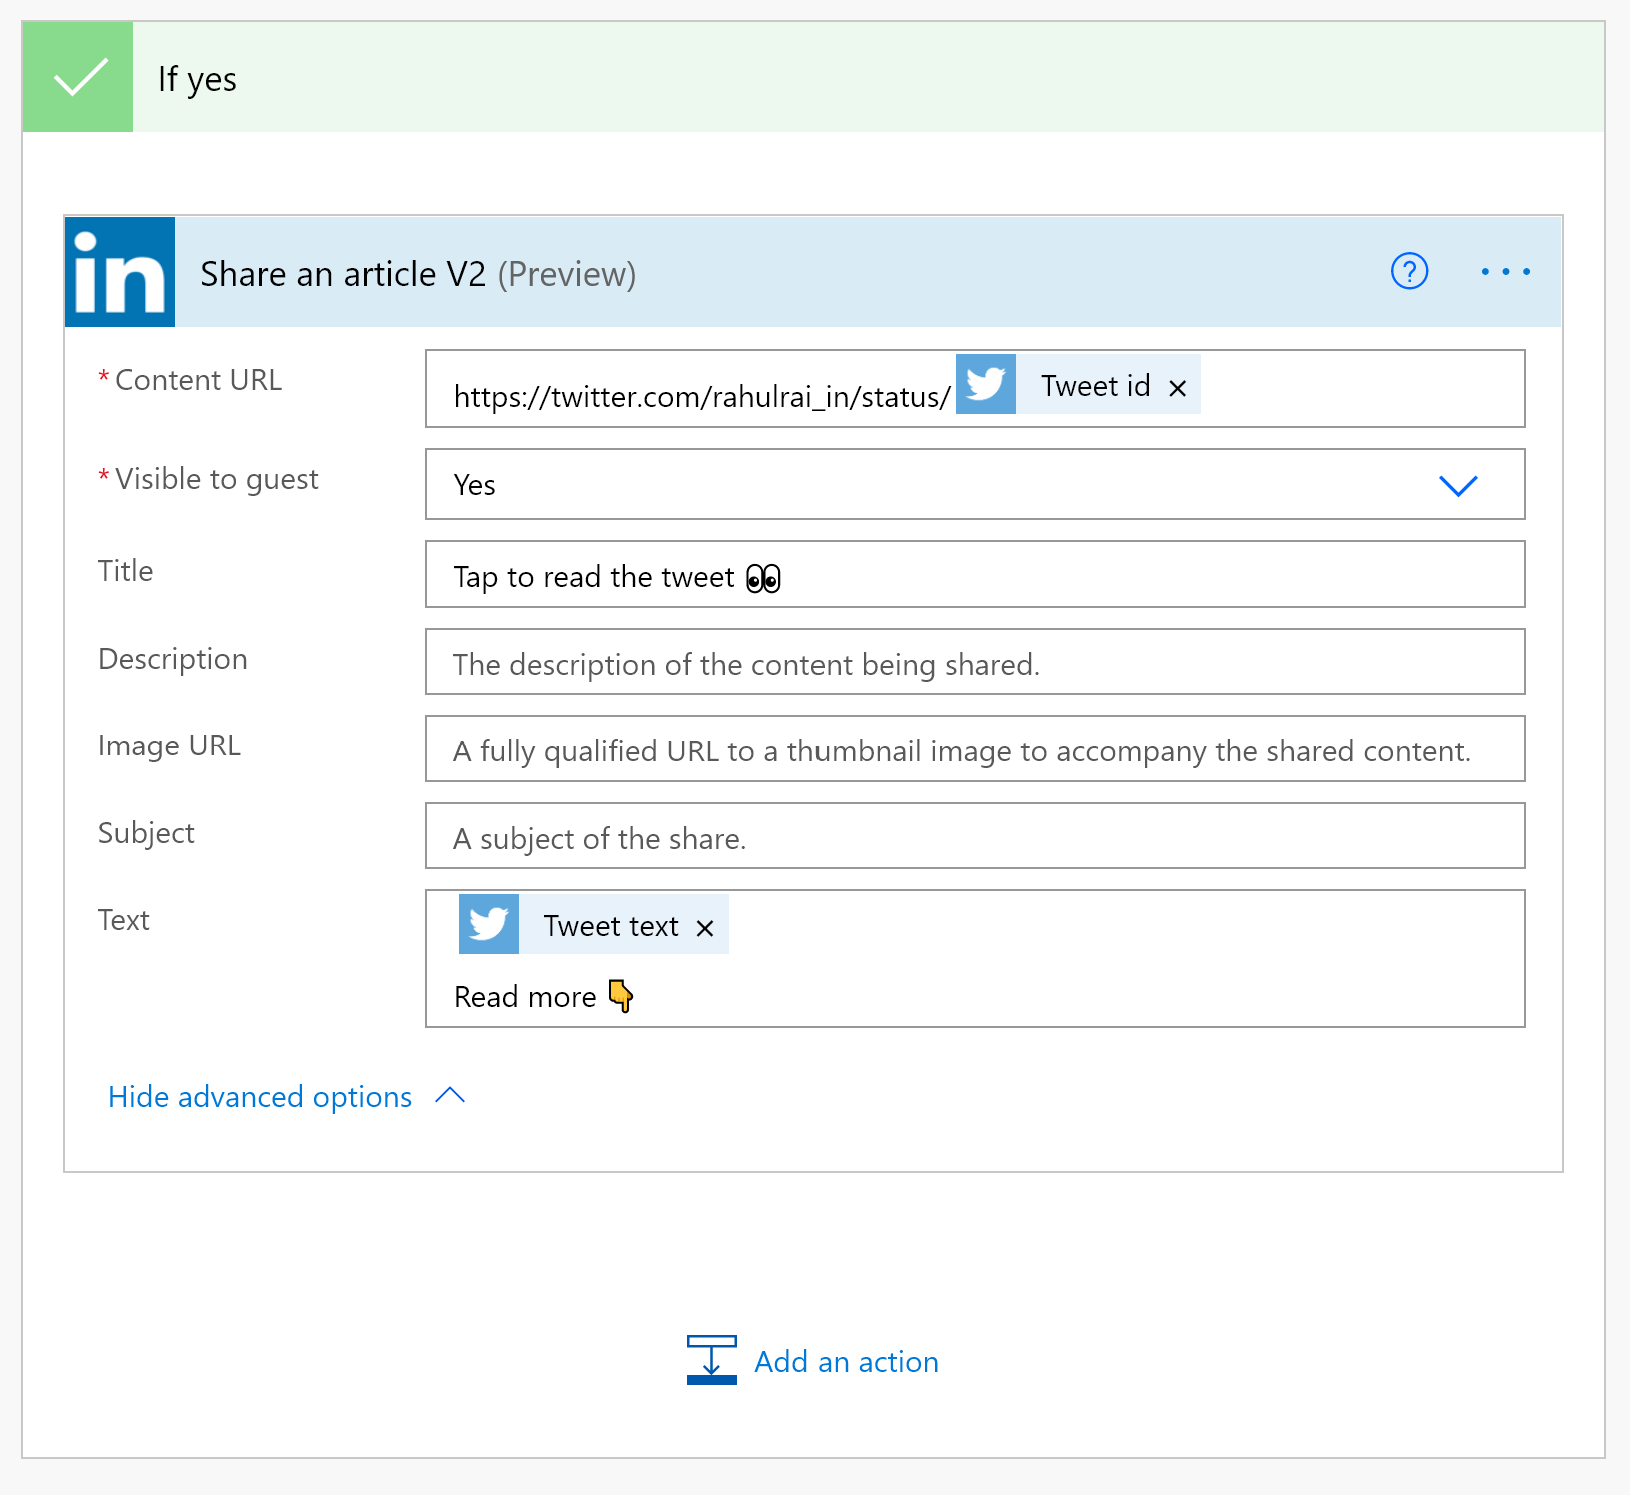 If yes
in
Share an article V2 (Preview)
* Content URL
https://twitter.com/rahulrai_in/status/ Tweet id ×
* Visible to guest
Yes
Title
Tap to read the tweet 👀
Description
The description of the content being shared.
Image URL
A fully qualified URL to a thumbnail image to accompany the shared content.
Subject
A subject of the share.
Text
Tweet text ×
Read more 👇
Hide advanced options
Add an action